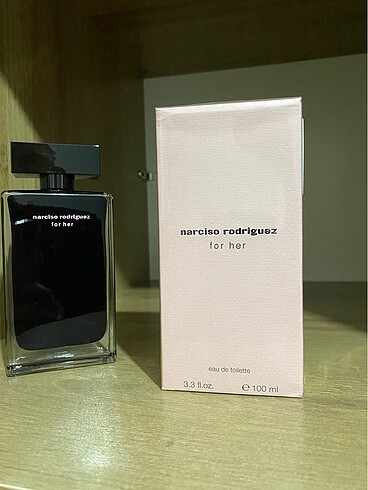 narciso rodriguez
for her
narciso rodriguez
for her
eau de toilette
3.3 fl.oz. ℮ 100 ml